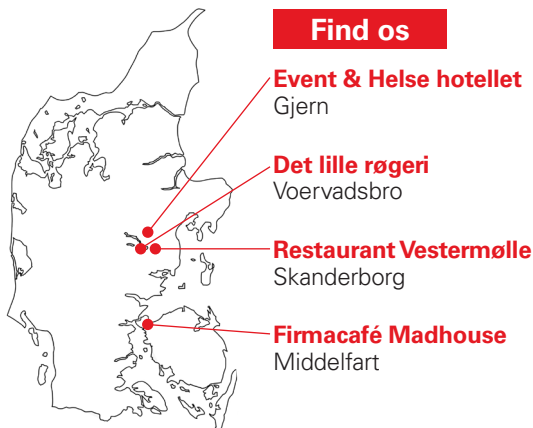 Find os
Event & Helse hotellet
Gjern
Det lille røgeri
Voervadsbro
Restaurant Vestermølle
Skanderborg
Firmacafé Madhouse
Middelfart